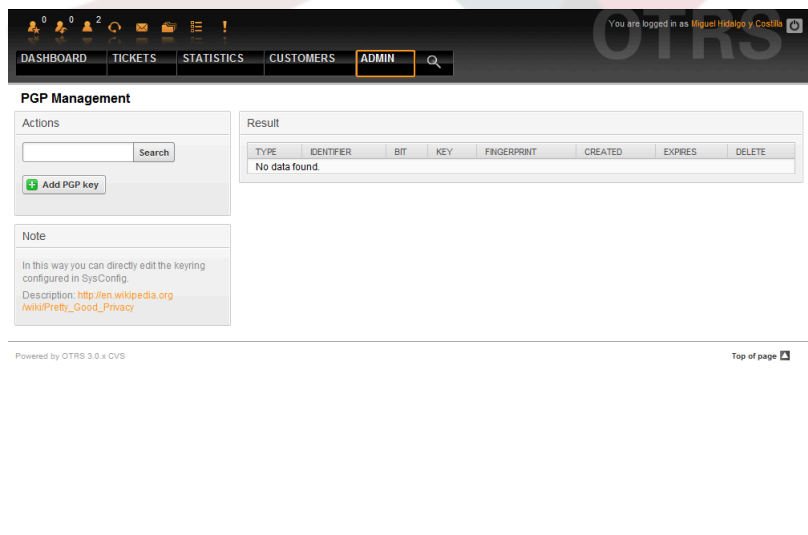 0 0 2
You are logged in as Miguel Hidalgo y Costilla
OTRS
DASHBOARD TICKETS STATISTICS CUSTOMERS ADMIN
PGP Management
Actions
Search
Add PGP key
Note
In this way you can directly edit the keyring
configured in SysConfig.
Description: http://en.wikipedia.org
/wiki/Pretty_Good_Privacy
Result
TYPE IDENTIFIER BIT KEY FINGERPRINT CREATED EXPIRES DELETE
No data found.
Powered by OTRS 3.0.x CVS
Top of page